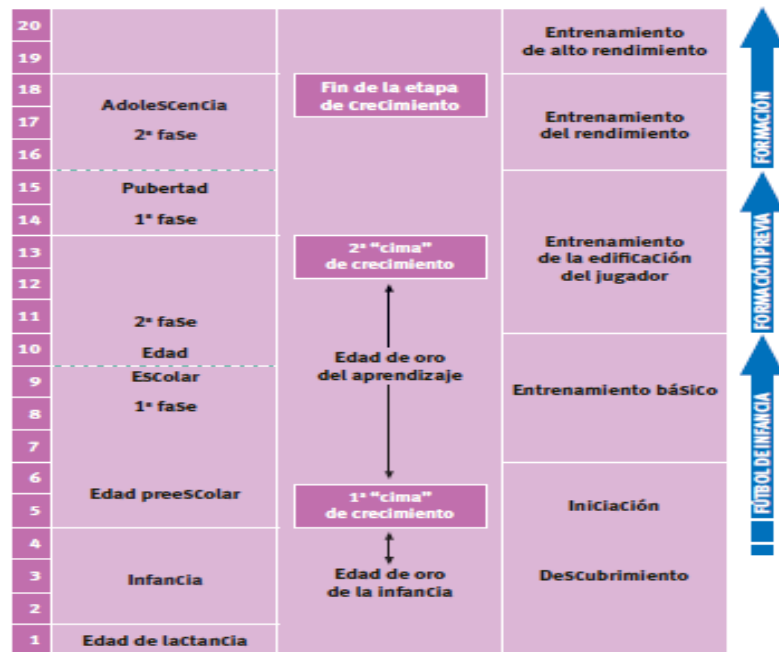 20
19
18
17
16
15
14
13
12
11
10
9
8
7
6
5
4
3
2
1
Adolescencia
2ª fase
Pubertad
1ª fase
2ª fase
Edad
Escolar
1ª fase
Edad preescolar
Infancia
Edad de lactancia
Fin de la etapa
de crecimiento
2ª “cima”
de crecimiento
Edad de oro
del aprendizaje
1ª “cima”
de crecimiento
Edad de oro
de la infancia
Entrenamiento
de alto rendimiento
Entrenamiento
del rendimiento
Entrenamiento
de la edificación
del jugador
Entrenamiento básico
Iniciación
Descubrimiento
FORMACIÓN
FORMACIÓN PREVIA
FÚTBOL DE INFANCIA